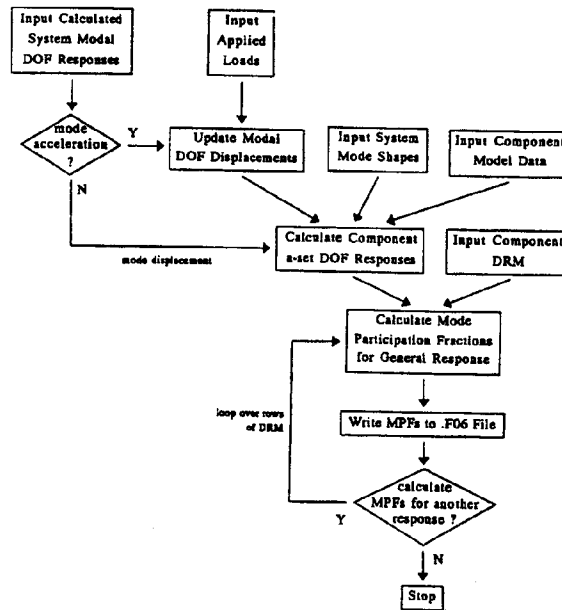 Input Calculated
System Modal
DOF Responses
Input
Applied
Loads
mode
acceleration
?
Y
N
Update Modal
DOF Displacements
Input System
Mode Shapes
Input Component
Model Data
mode displacement
Calculate Component
a-set DOF Responses
Input Component
DRM
Calculate Mode
Participation Fractions
for General Response
loop over rows
of DRM
Write MPFs to .F06 File
calculate
MPFs for another
response ?
Y
N
Stop